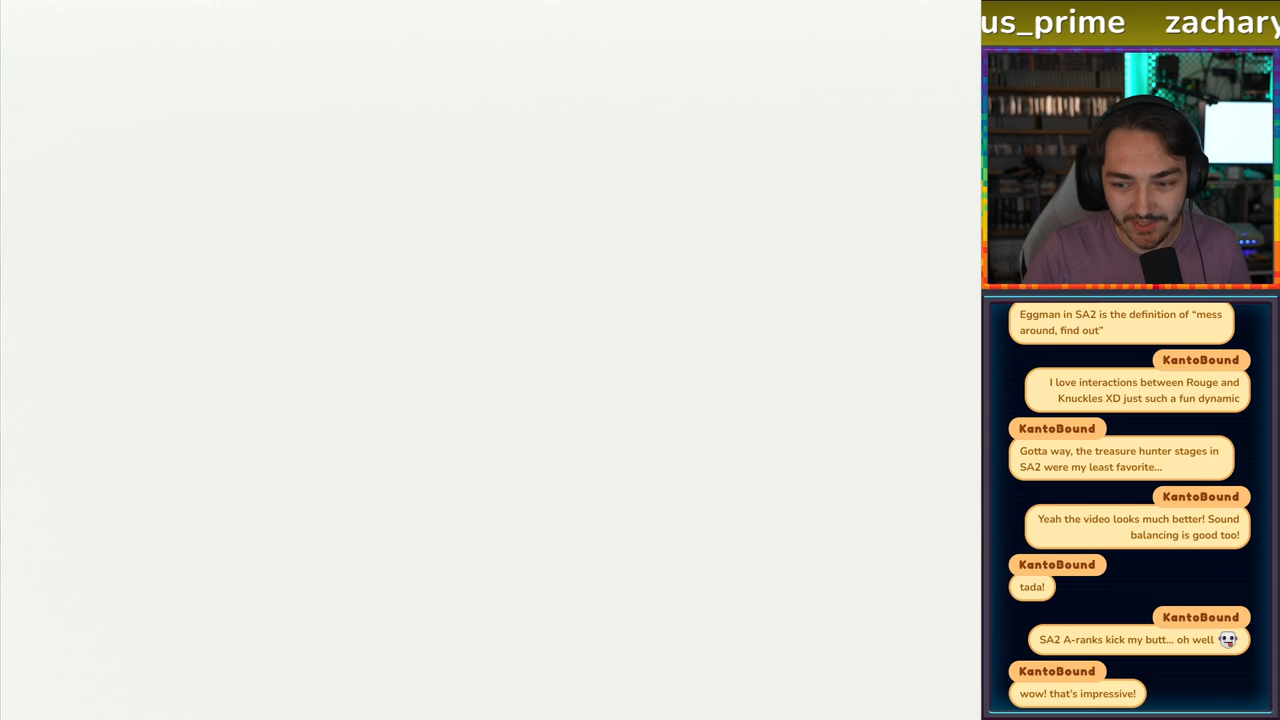 us_prime zachary
Eggman in SA2 is the definition of “mess
around, find out”
KantoBound
I love interactions between Rouge and
Knuckles XD just such a fun dynamic
KantoBound
Gotta way, the treasure hunter stages in
SA2 were my least favorite...
KantoBound
Yeah the video looks much better! Sound
balancing is good too!
KantoBound
tada!
KantoBound
SA2 A-ranks kick my butt... oh well
KantoBound
wow! that's impressive!